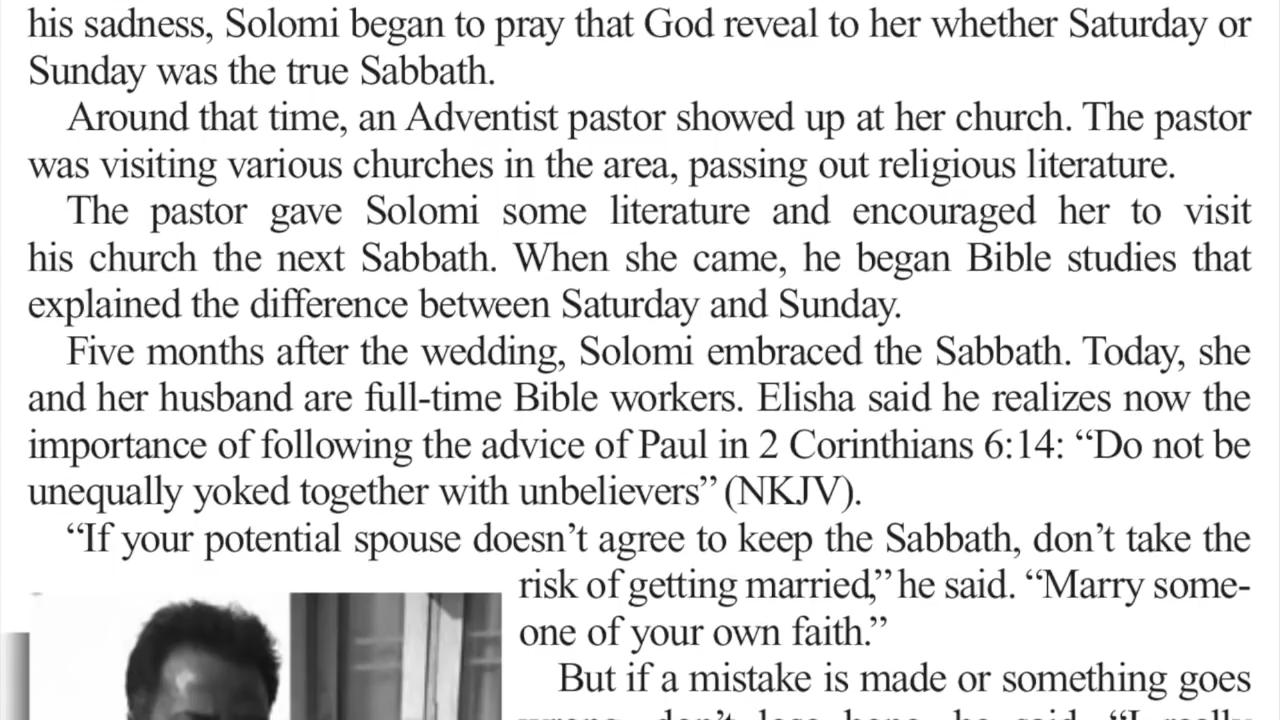 his sadness, Solomi began to pray that God reveal to her whether Saturday or
Sunday was the true Sabbath.
Around that time, an Adventist pastor showed up at her church. The pastor
was visiting various churches in the area, passing out religious literature.
The pastor gave Solomi some literature and encouraged her to visit
his church the next Sabbath. When she came, he began Bible studies that
explained the difference between Saturday and Sunday.
Five months after the wedding, Solomi embraced the Sabbath. Today, she
and her husband are full-time Bible workers. Elisha said he realizes now the
importance of following the advice of Paul in 2 Corinthians 6:14: “Do not be
unequally yoked together with unbelievers” (NKJV).
“If your potential spouse doesn’t agree to keep the Sabbath, don’t take the
risk of getting married,” he said. “Marry some-
one of your own faith.”
But if a mistake is made or something goes
wrong, don’t lose hope, he said. “I really